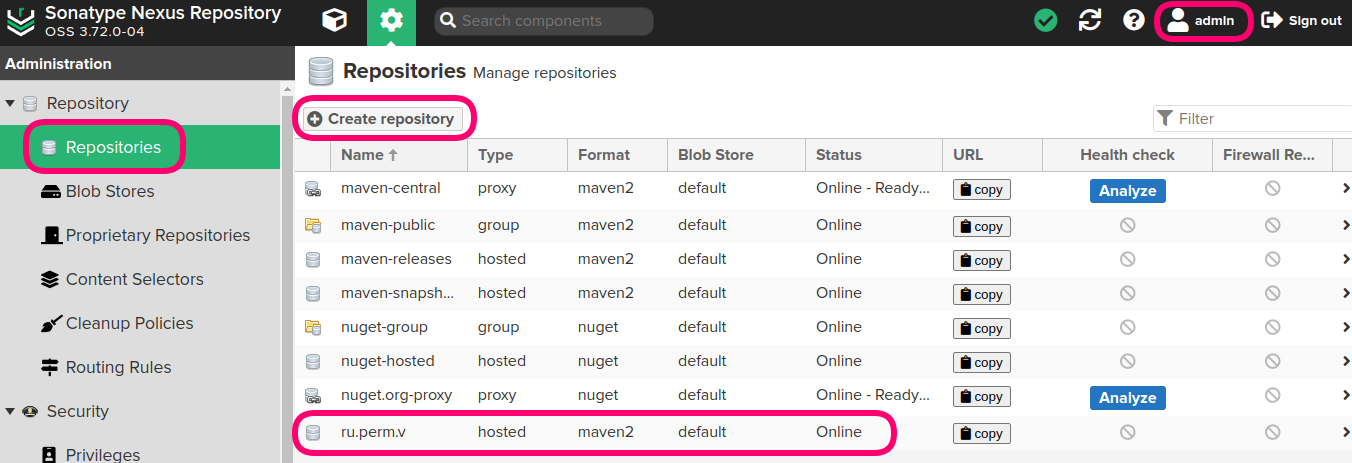 Sonatype Nexus Repository
OSS 3.72.0-04
Search components
admin
Sign out
Administration
Repository
Repositories
Blob Stores
Proprietary Repositories
Content Selectors
Cleanup Policies
Routing Rules
Security
Privileges
Repositories Manage repositories
Create repository
Filter
Name Type Format Blob Store Status URL Health check Firewall Re...
maven-central proxy maven2 default Online - Ready... copy Analyze
maven-public group maven2 default Online copy
maven-releases hosted maven2 default Online copy
maven-snapsh... hosted maven2 default Online copy
nuget-group group nuget default Online copy
nuget-hosted hosted nuget default Online copy
nuget.org-proxy proxy nuget default Online - Ready... copy Analyze
ru.perm.v hosted maven2 default Online copy